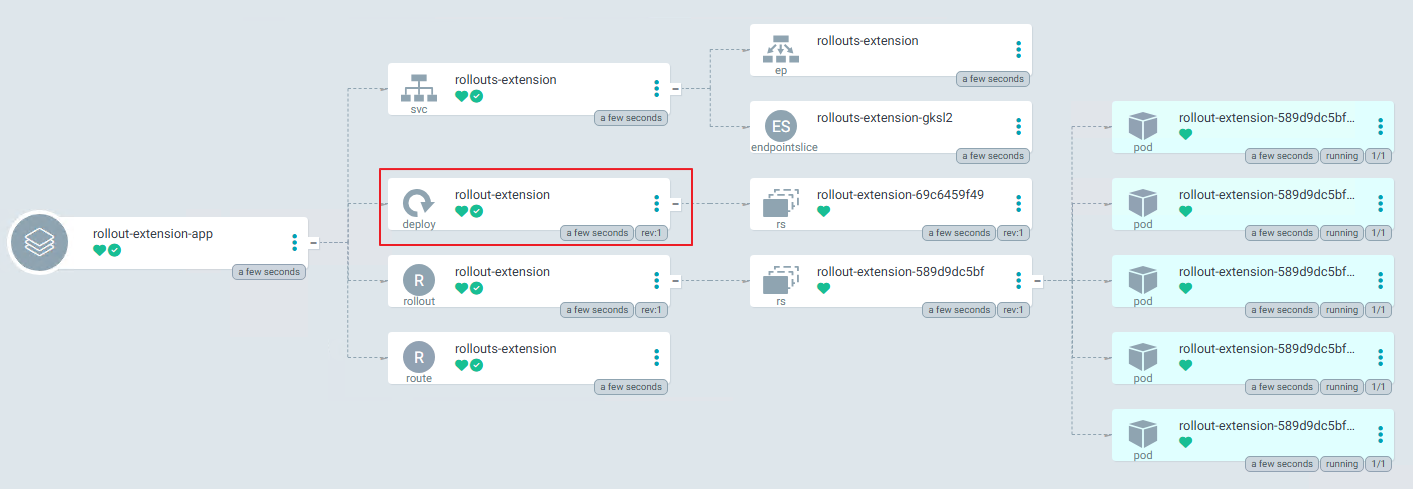 rollout-extension-app
a few seconds
rollouts-extension
svc
a few seconds
rollout-extension
deploy
a few seconds rev:1
R
rollout-extension
rollout
a few seconds rev:1
R
rollouts-extension
route
a few seconds
rollouts-extension
ep
a few seconds
ES
rollouts-extension-gksl2
endpointslice
a few seconds
rollout-extension-69c6459f49
rs
a few seconds rev:1
rollout-extension-589d9dc5bf
rs
a few seconds rev:1
rollout-extension-589d9dc5bf...
pod
a few seconds running 1/1
rollout-extension-589d9dc5bf...
pod
a few seconds running 1/1
rollout-extension-589d9dc5bf...
pod
a few seconds running 1/1
rollout-extension-589d9dc5bf...
pod
a few seconds running 1/1
rollout-extension-589d9dc5bf...
pod
a few seconds running 1/1